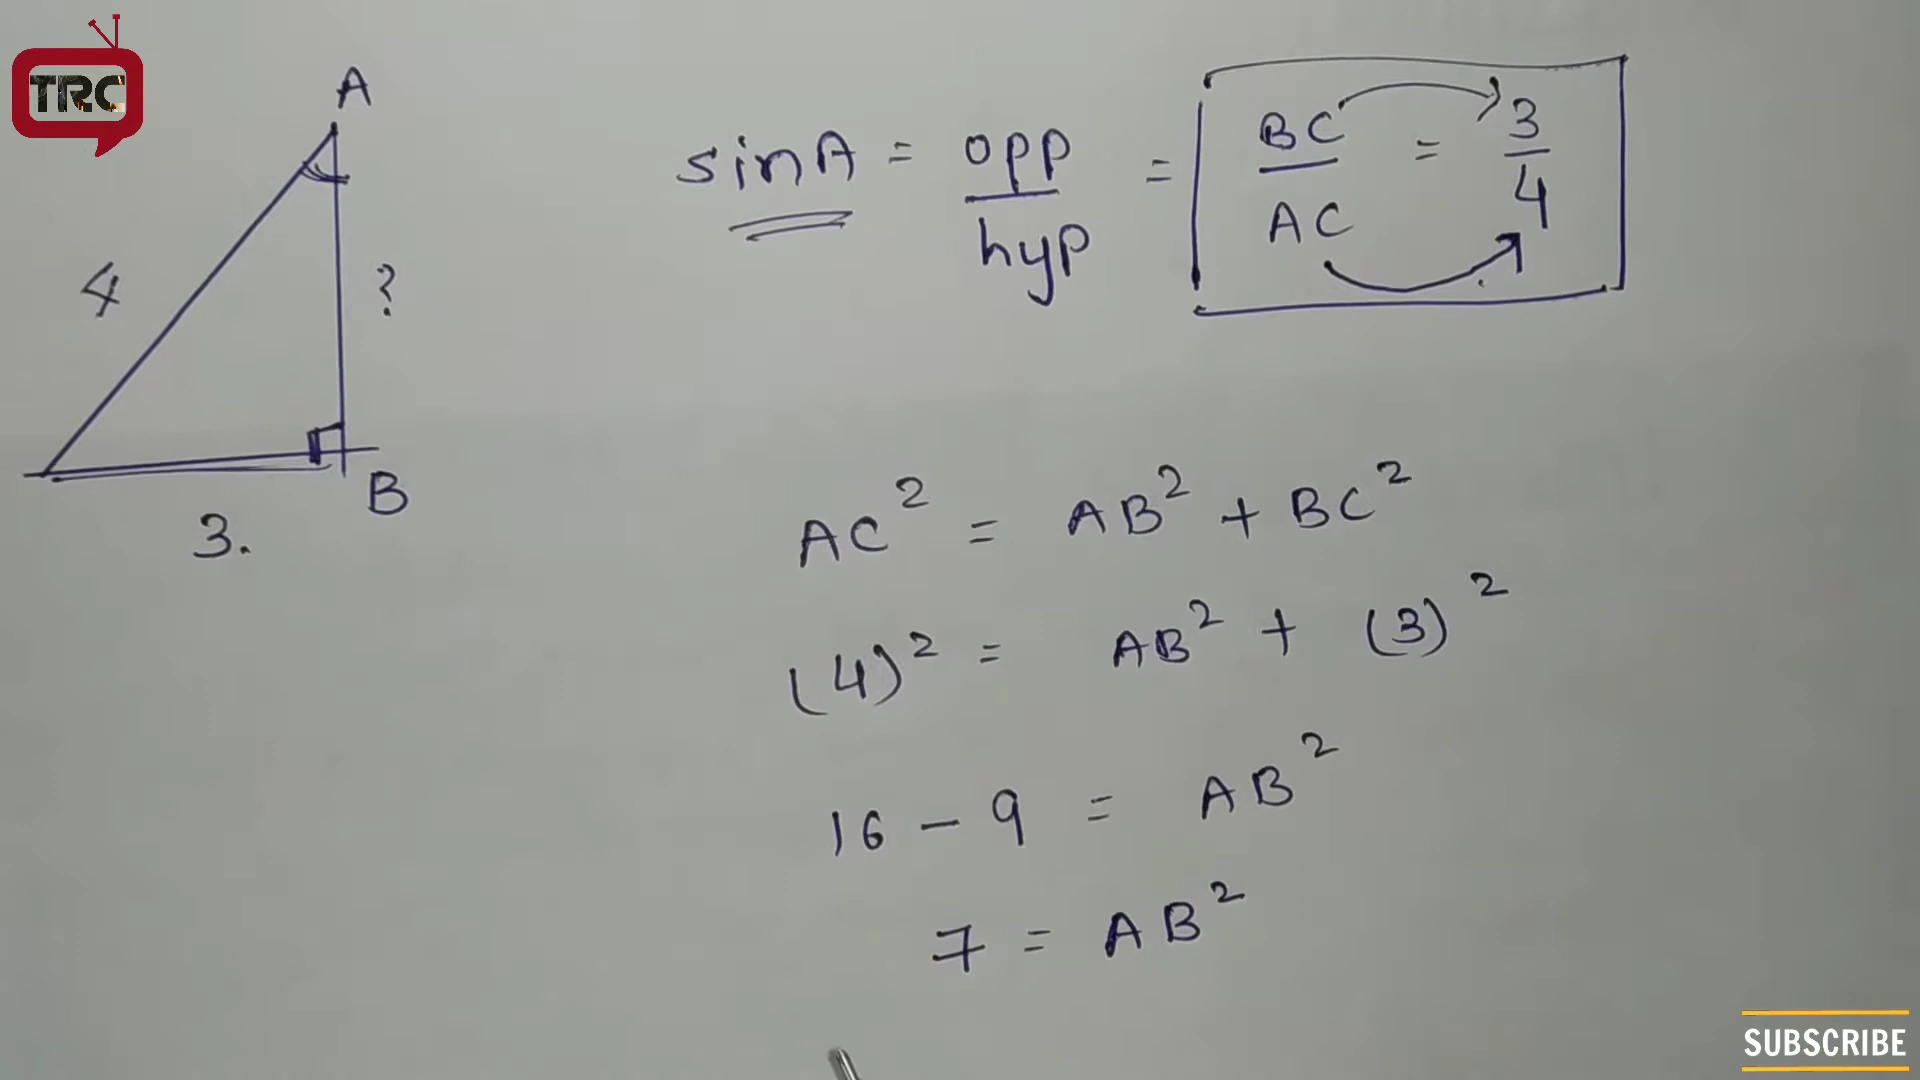 TRC
A
4
?
B
3.
sinA = opp/hyp = BC/AC = 3/4
AC² = AB² + BC²
(4)² = AB² + (3)²
16 - 9 = AB²
7 = AB²
SUBSCRIBE